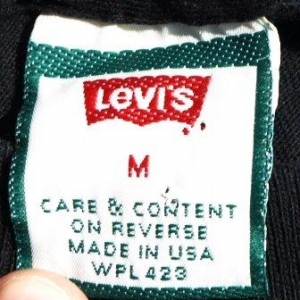 LEVI'S
M
CARE & CONTENT
ON REVERSE
MADE IN USA
WPL 423